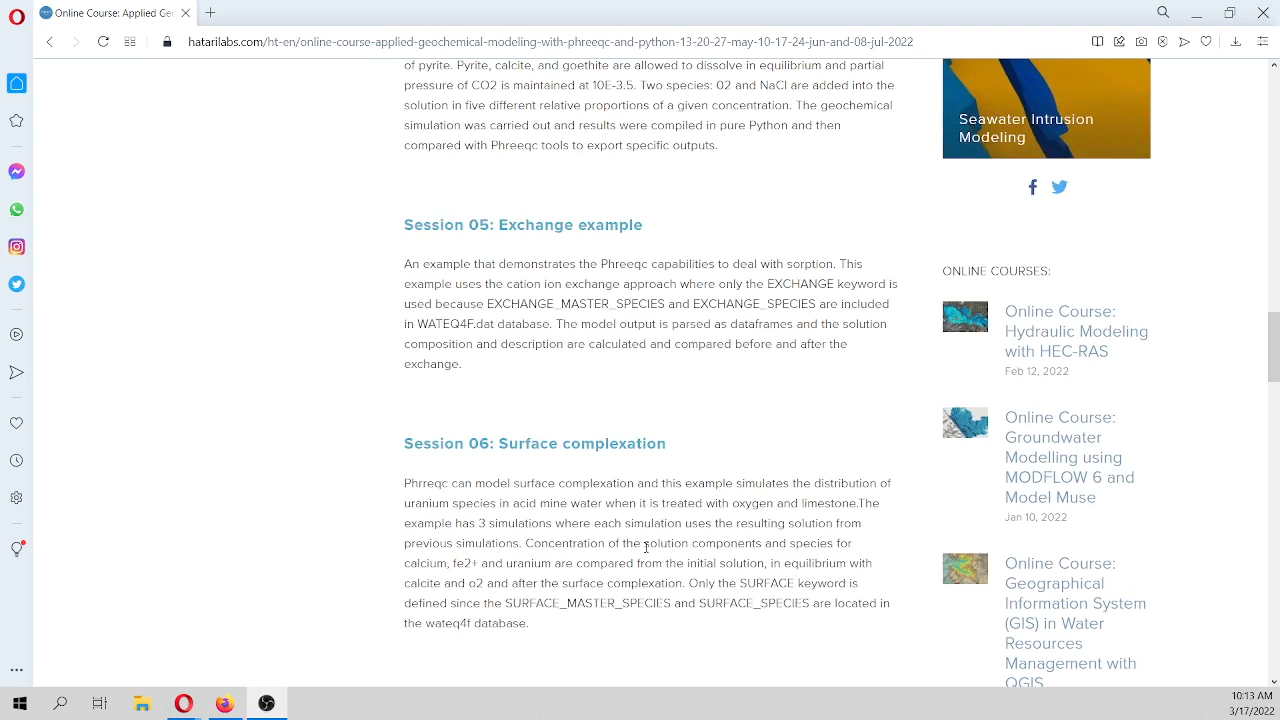 Online Course: Applied Geo
hatarilabs.com/ht-en/online-course-applied-geochemical-modeling-with-phreeqc-and-python-13-20-27-may-10-17-24-jun-and-08-jul-2022
of pyrite. Pyrite, calcite, and goethite are allowed to dissolve in equilibrium and partial
pressure of CO2 is maintained at 10E-3.5. Two species: 02 and NaCl are added into the
solution in five different relative proportions of a given concentration. The geochemical
simulation was carried out and results were compiled in pure Python and then
compared with Phreeqc tools to export specific outputs.
Session 05: Exchange example
An example that demonstrates the Phreeqc capabilities to deal with sorption. This
example uses the cation ion exchange approach where only the EXCHANGE keyword is
used because EXCHANGE_MASTER_SPECIES and EXCHANGE_SPECIES are included
in WATEQ4F.dat database. The model output is parsed as dataframes and the solution
composition and description are calculated and compared before and after the
exchange.
Session 06: Surface complexation
Phrreqc can model surface complexation and this example simulates the distribution of
uranium species in acid mine water when it is treated with oxygen and limestone.The
example has 3 simulations where each simulation uses the resulting solution from
previous simulations. Concentration of the solution components and species for
calcium, fe2+ and uranium are compared from the initial solution, in equilibrium with
calcite and o2 and after the surface complexation. Only the SURFACE keyword is
defined since the SURFACE_MASTER_SPECIES and SURFACE_SPECIES are located in
the wateq4f database.
Seawater Intrusion
Modeling
ONLINE COURSES:
Online Course:
Hydraulic Modeling
with HEC-RAS
Feb 12, 2022
Online Course:
Groundwater
Modelling using
MODFLOW 6 and
Model Muse
Jan 10, 2022
Online Course:
Geographical
Information System
(GIS) in Water
Resources
Management with
QGIS
10:13 AM
3/17/2022